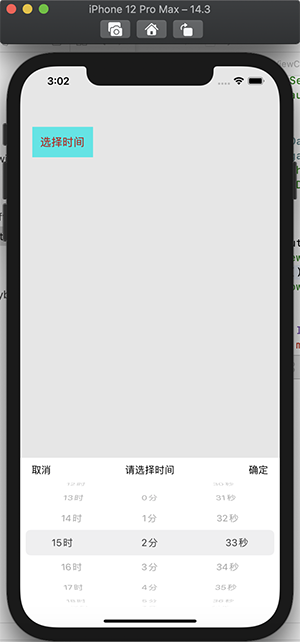 iPhone 12 Pro Max – 14.3
3:02
选择时间
取消 请选择时间 确定
13时 0分 31秒
14时 1分 32秒
15时 2分 33秒
16时 3分 34秒
17时 4分 35秒